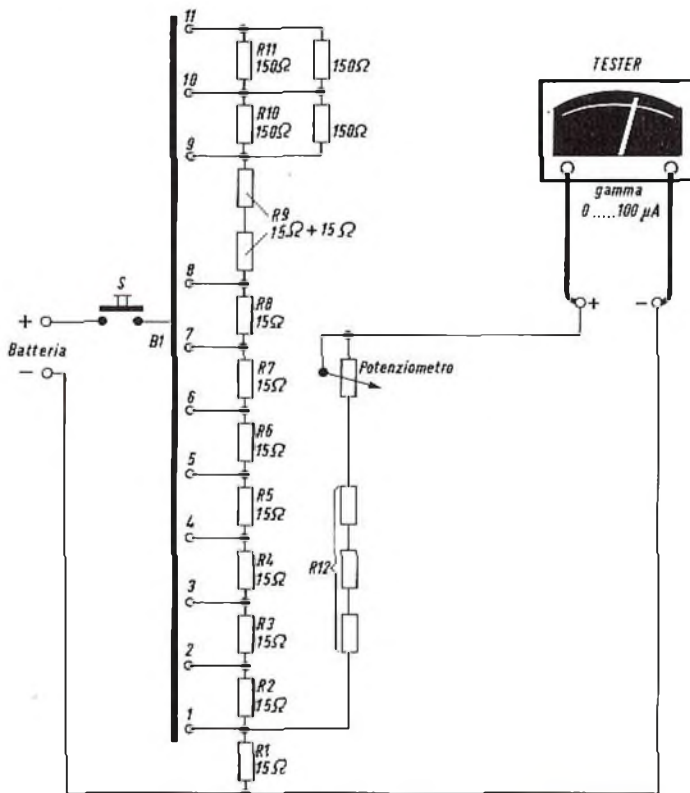 11
R11
150Ω
150Ω
10
R10
150Ω
150Ω
9
R9
15Ω + 15Ω
8
R8
15Ω
7
R7
15Ω
6
R6
15Ω
5
R5
15Ω
4
R4
15Ω
3
R3
15Ω
2
R2
15Ω
1
R1
15Ω
S
+
Batteria
−
B1
Potenziometro
R12
TESTER
gamma
0 .....100 μA
+ −